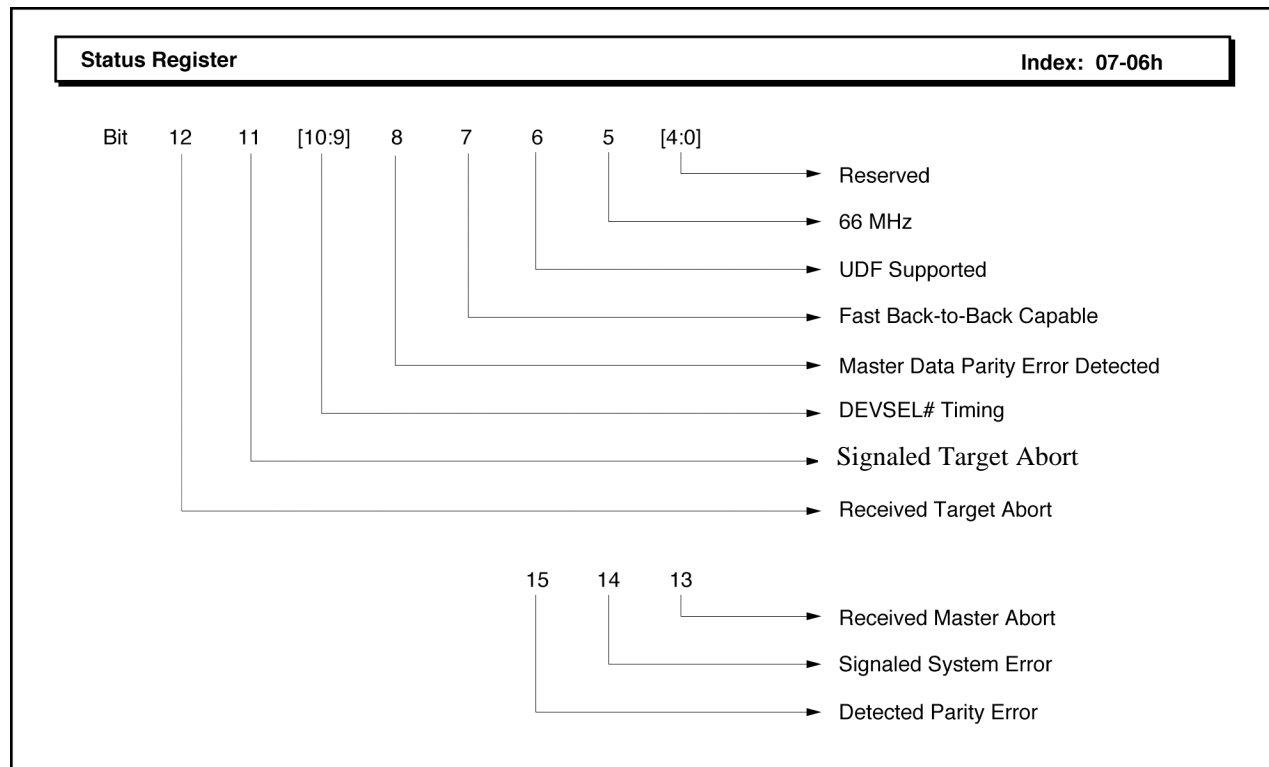 Status Register Index: 07-06h
Bit 12 11 [10:9] 8 7 6 5 [4:0]
Reserved
66 MHz
UDF Supported
Fast Back-to-Back Capable
Master Data Parity Error Detected
DEVSEL# Timing
Signaled Target Abort
Received Target Abort
15 14 13
Received Master Abort
Signaled System Error
Detected Parity Error